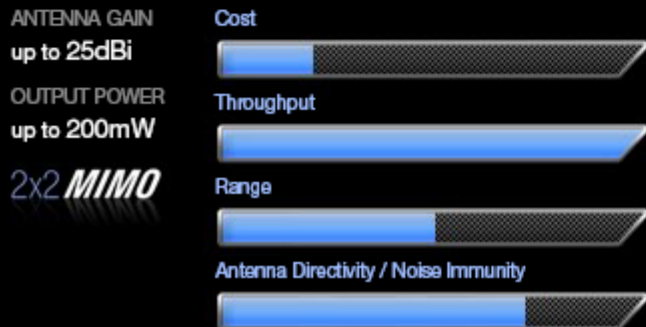 ANTENNA GAIN
up to 25dBi
OUTPUT POWER
up to 200mW
2x2 MIMO
Cost
Throughput
Range
Antenna Directivity / Noise Immunity